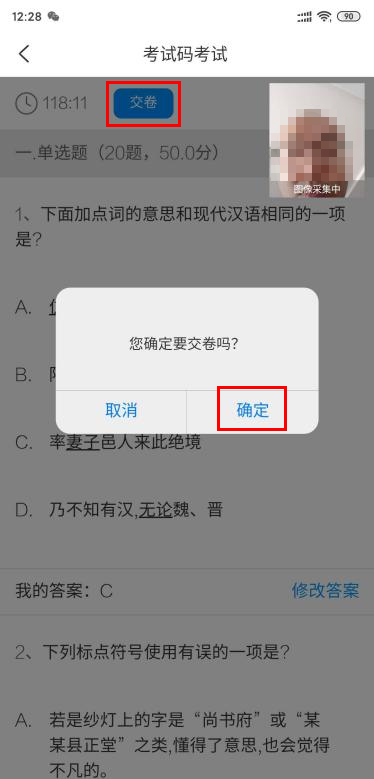 12:28
90
考试码考试
118:11
交卷
图像采集中
一.单选题（20题，50.0分）
1、下面加点词的意思和现代汉语相同的一项
是?
A.
您确定要交卷吗？
B.
取消
确定
C. 率妻子邑人来此绝境
D. 乃不知有汉,无论魏、晋
我的答案：C
修改答案
2、下列标点符号使用有误的一项是?
A. 若是纱灯上的字是“尚书府”或“某
某县正堂”之类,懂得了意思,也会觉得
不凡的。